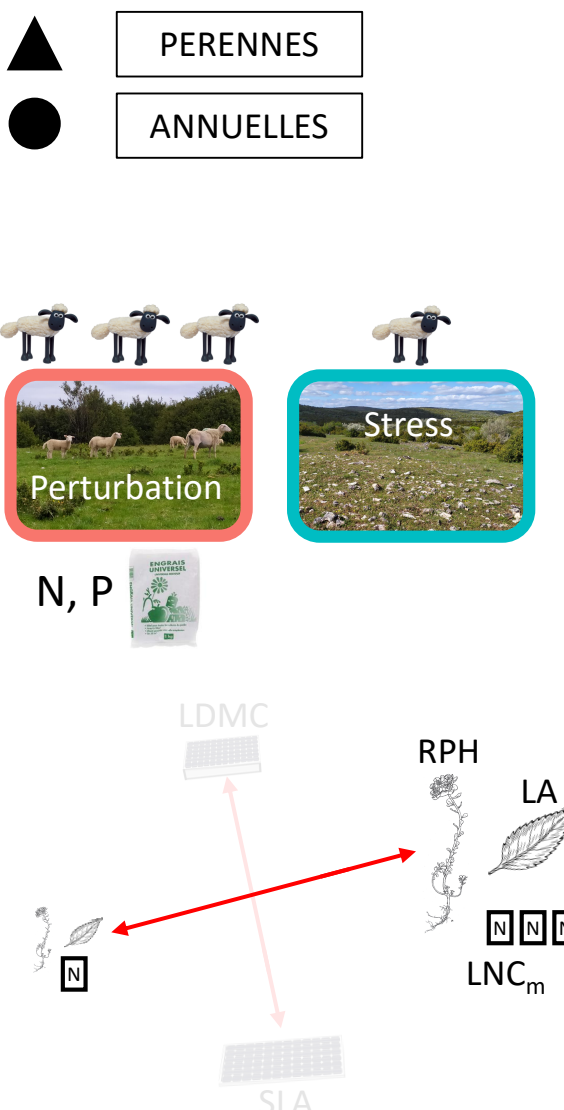 PERENNES
ANNUELLES
Stress
Perturbation
N, P
ENGRAIS
UNIVERSEL
LDMC
RPH
LA
N
N N N
LNCm
SLA